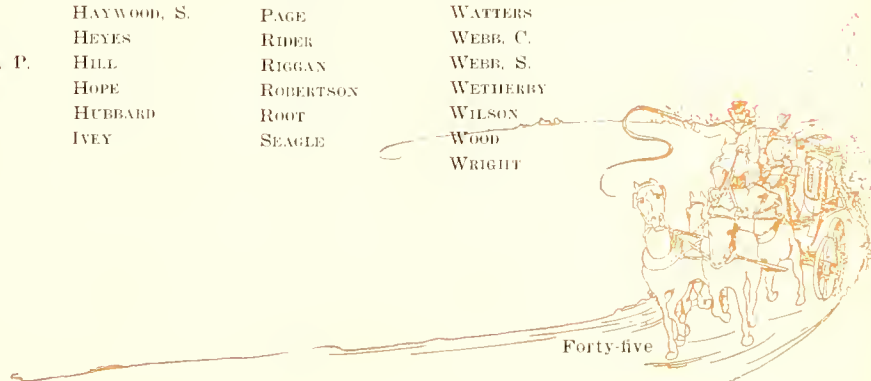 HAYWOOD, S.
HEYES
P. HILL
HOPE
HUBBARD
IVEY
PAGE
RIDER
RIGGAN
ROBERTSON
ROOT
SEAGLE
WATTERS
WEBB, C.
WEBB, S.
WETHERBY
WILSON
WOOD
WRIGHT
Forty-five